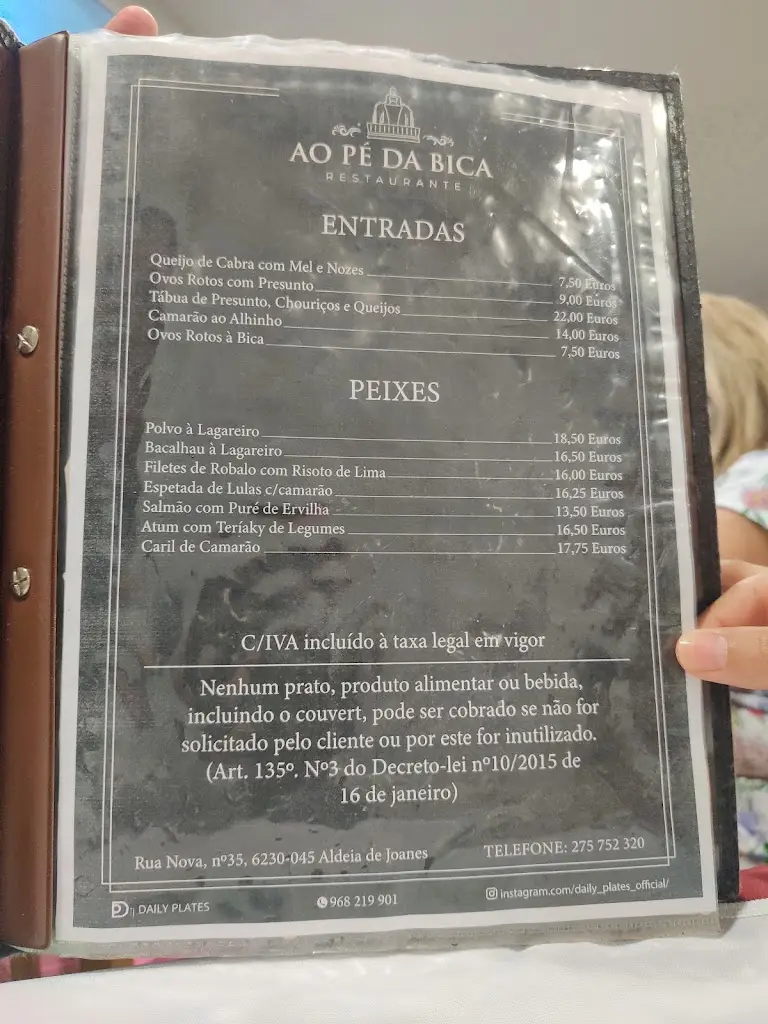 AO PÉ DA BICA
RESTAURANTE
ENTRADAS
Queijo de Cabra com Mel e Nozes 7,50 Euros
Ovos Rotos com Presunto 9,00 Euros
Tábua de Presunto, Chouriços e Queijos 22,00 Euros
Camarão ao Alhinho 14,00 Euros
Ovos Rotos à Bica 7,50 Euros
PEIXES
Polvo à Lagareiro 18,50 Euros
Bacalhau à Lagareiro 16,50 Euros
Filetes de Robalo com Risoto de Lima 16,00 Euros
Espetada de Lulas c/camarão 16,25 Euros
Salmão com Puré de Ervilha 13,50 Euros
Atum com Teríaky de Legumes 16,50 Euros
Caril de Camarão 17,75 Euros
C/IVA incluído à taxa legal em vigor
Nenhum prato, produto alimentar ou bebida,
incluindo o couvert, pode ser cobrado se não for
solicitado pelo cliente ou por este for inutilizado.
(Art. 135º. Nº3 do Decreto-lei nº10/2015 de
16 de janeiro)
Rua Nova, nº35, 6230-045 Aldeia de Joanes TELEFONE: 275 752 320
DAILY PLATES 968 219 901 instagram.com/daily_plates_official/